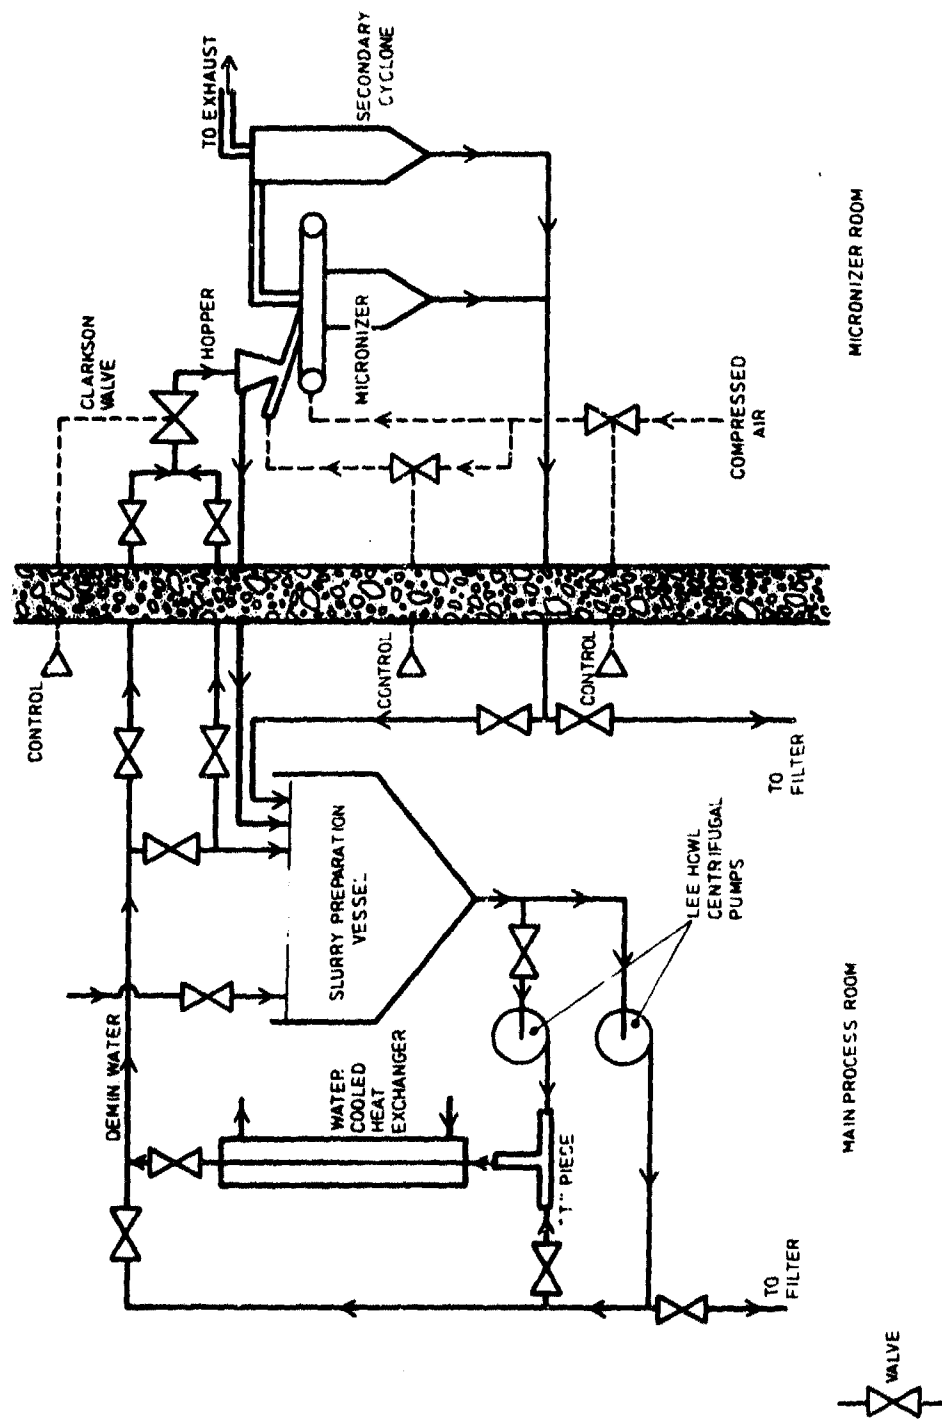 CONTROL
CLARKSON
VALVE
DEMIN WATER
HOPPER
TO EXHAUST
WATER
COOLED
HEAT
EXCHANGER
SLURRY PREPARATION
VESSEL
CONTROL
MICRONIZER
SECONDARY
CYCLONE
"T" PIECE
CONTROL
LEE HOWL
CENTRIFUGAL
PUMPS
COMPRESSED
AIR
TO
FILTER
TO
FILTER
MAIN PROCESS ROOM
MICRONIZER ROOM
VALVE